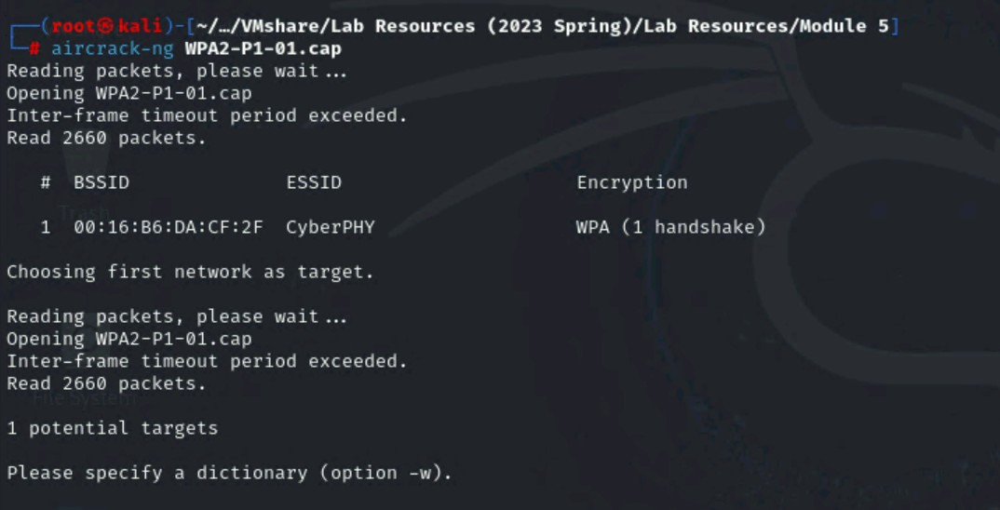 ┌──(root㉿kali)-[~/…/VMshare/Lab Resources (2023 Spring)/Lab Resources/Module 5]
└─# aircrack-ng WPA2-P1-01.cap
Reading packets, please wait...
Opening WPA2-P1-01.cap
Inter-frame timeout period exceeded.
Read 2660 packets.
# BSSID ESSID Encryption
Trash
1 00:16:B6:DA:CF:2F CyberPHY WPA (1 handshake)
Choosing first network as target.
Reading packets, please wait...
Opening WPA2-P1-01.cap
Inter-frame timeout period exceeded.
Read 2660 packets.
File System
1 potential targets
Please specify a dictionary (option -w).